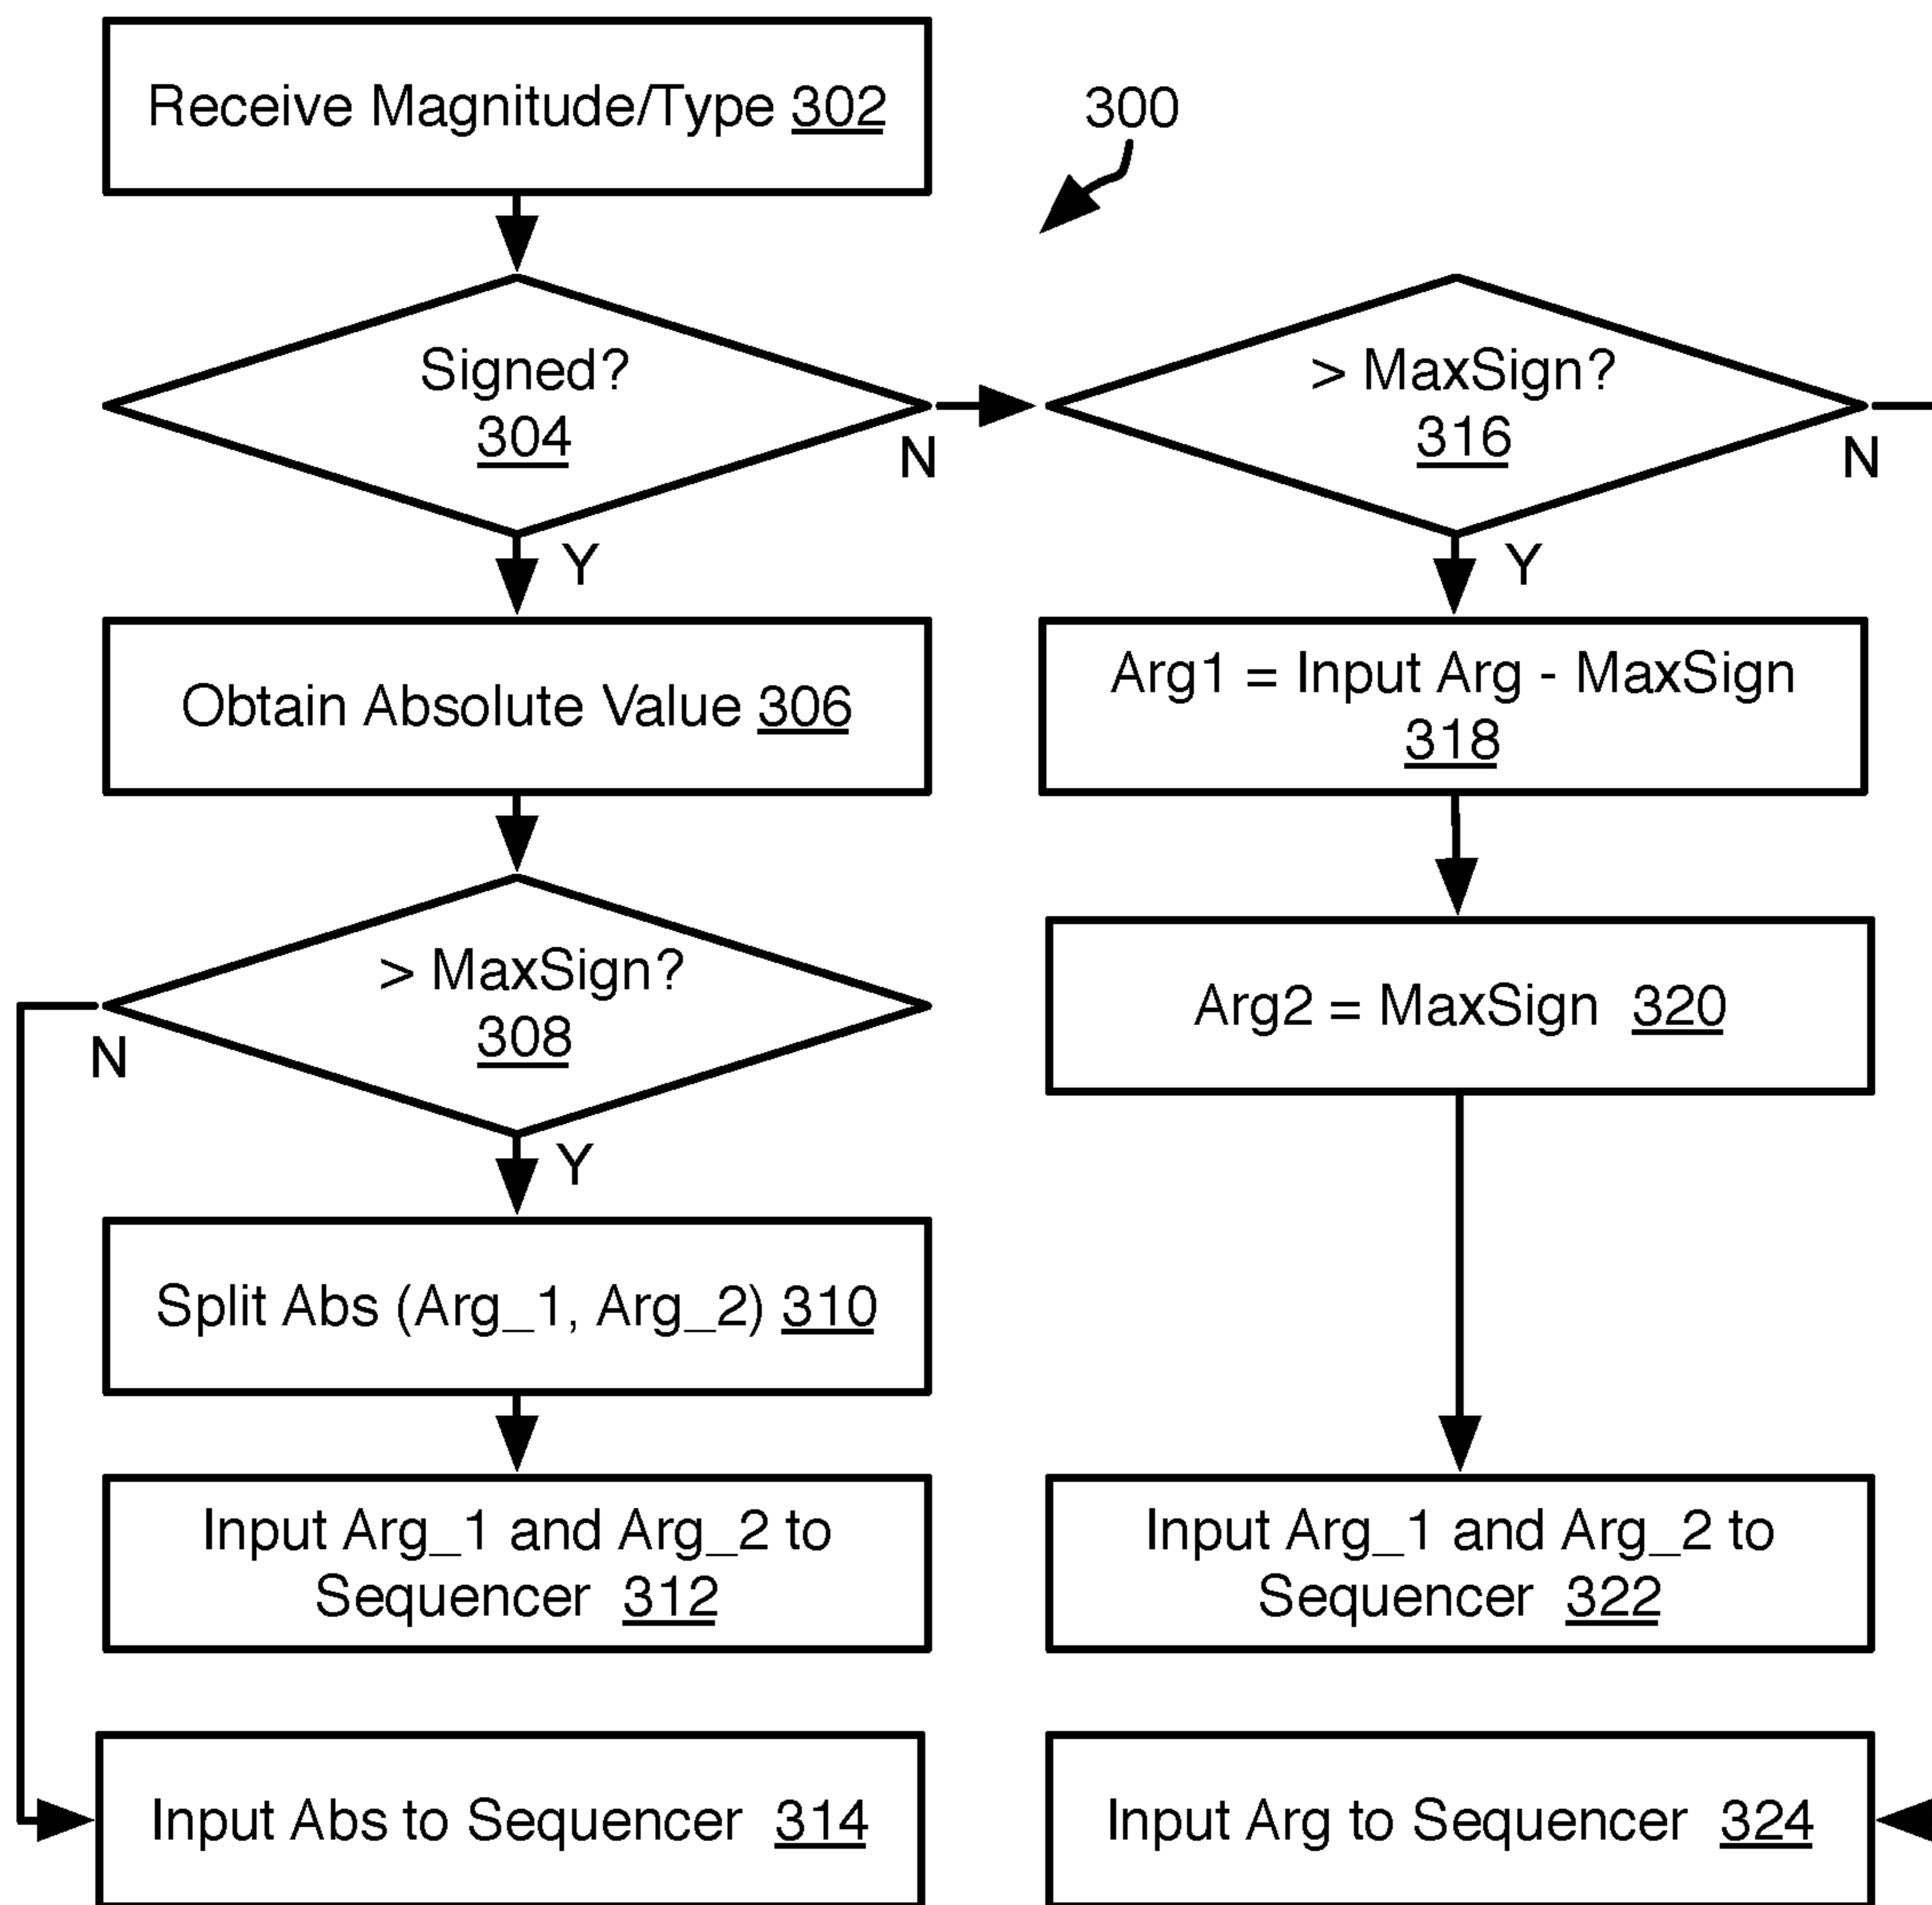 Receive Magnitude/Type 302
300
Signed?
304
N
Y
> MaxSign?
316
N
Y
Obtain Absolute Value 306
Arg1 = Input Arg - MaxSign
318
> MaxSign?
308
N
Y
Arg2 = MaxSign 320
Split Abs (Arg_1, Arg_2) 310
Input Arg_1 and Arg_2 to
Sequencer 312
Input Arg_1 and Arg_2 to
Sequencer 322
Input Abs to Sequencer 314
Input Arg to Sequencer 324